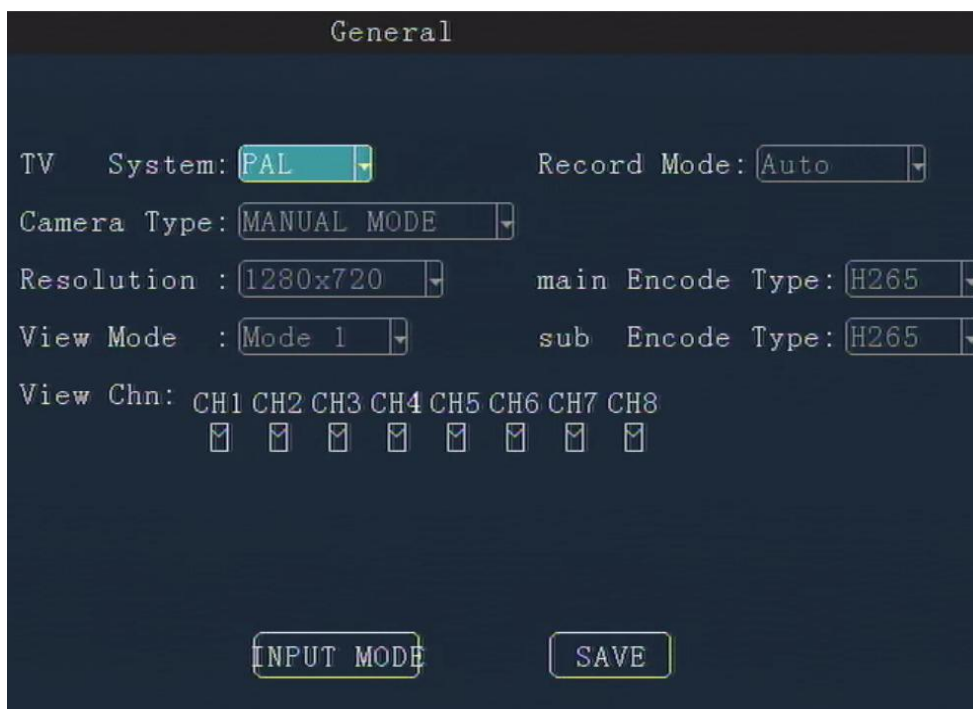 General
TV System: PAL Record Mode: Auto
Camera Type: MANUAL MODE
Resolution : 1280x720 main Encode Type: H265
View Mode : Mode 1 sub Encode Type: H265
View Chn: CH1 CH2 CH3 CH4 CH5 CH6 CH7 CH8
INPUT MODE SAVE